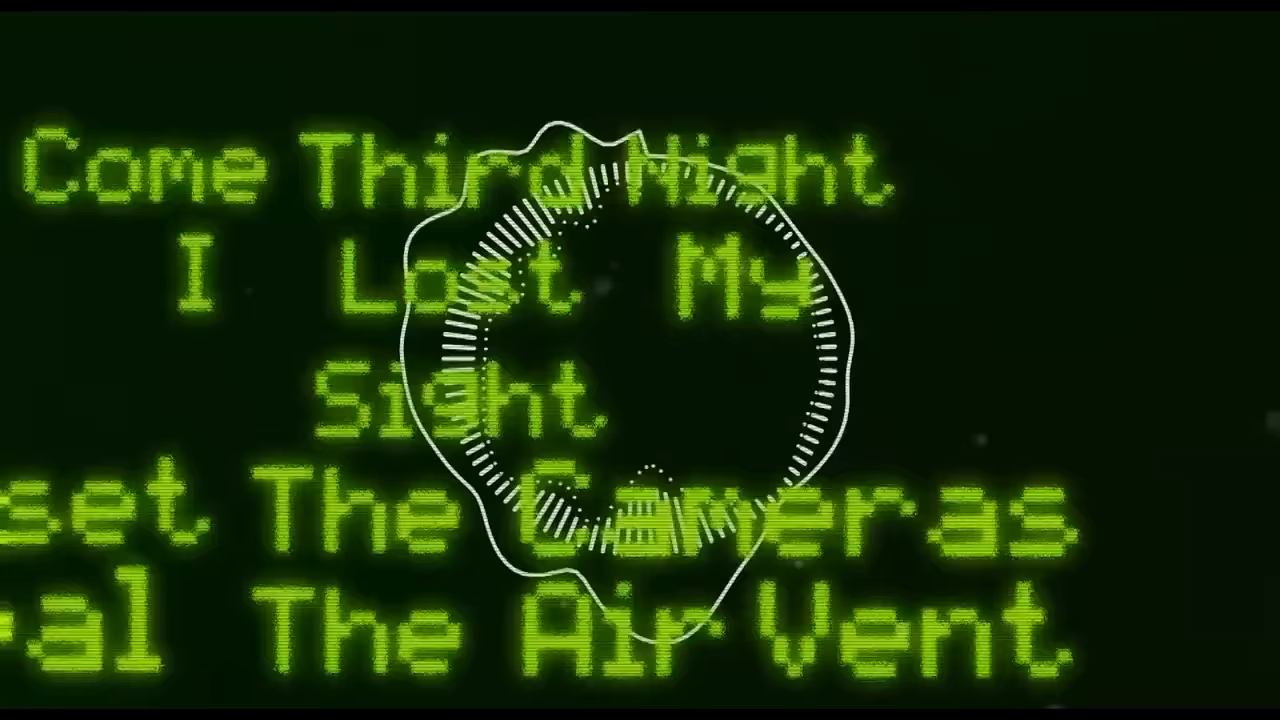 Come Third Night
I Lost My
Sight
set The Cameras
al The Air Vent